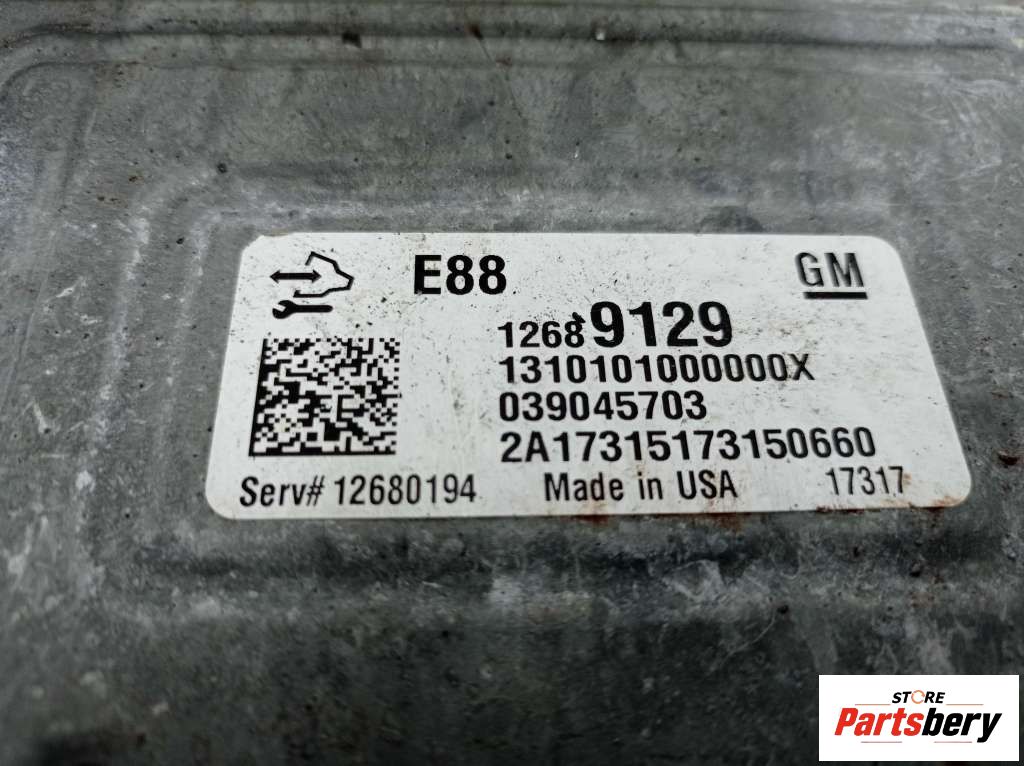 E88
GM
12689129
1310101000000X
039045703
2A17315173150660
Serv# 12680194
Made in USA
17317
STORE
Partsbery